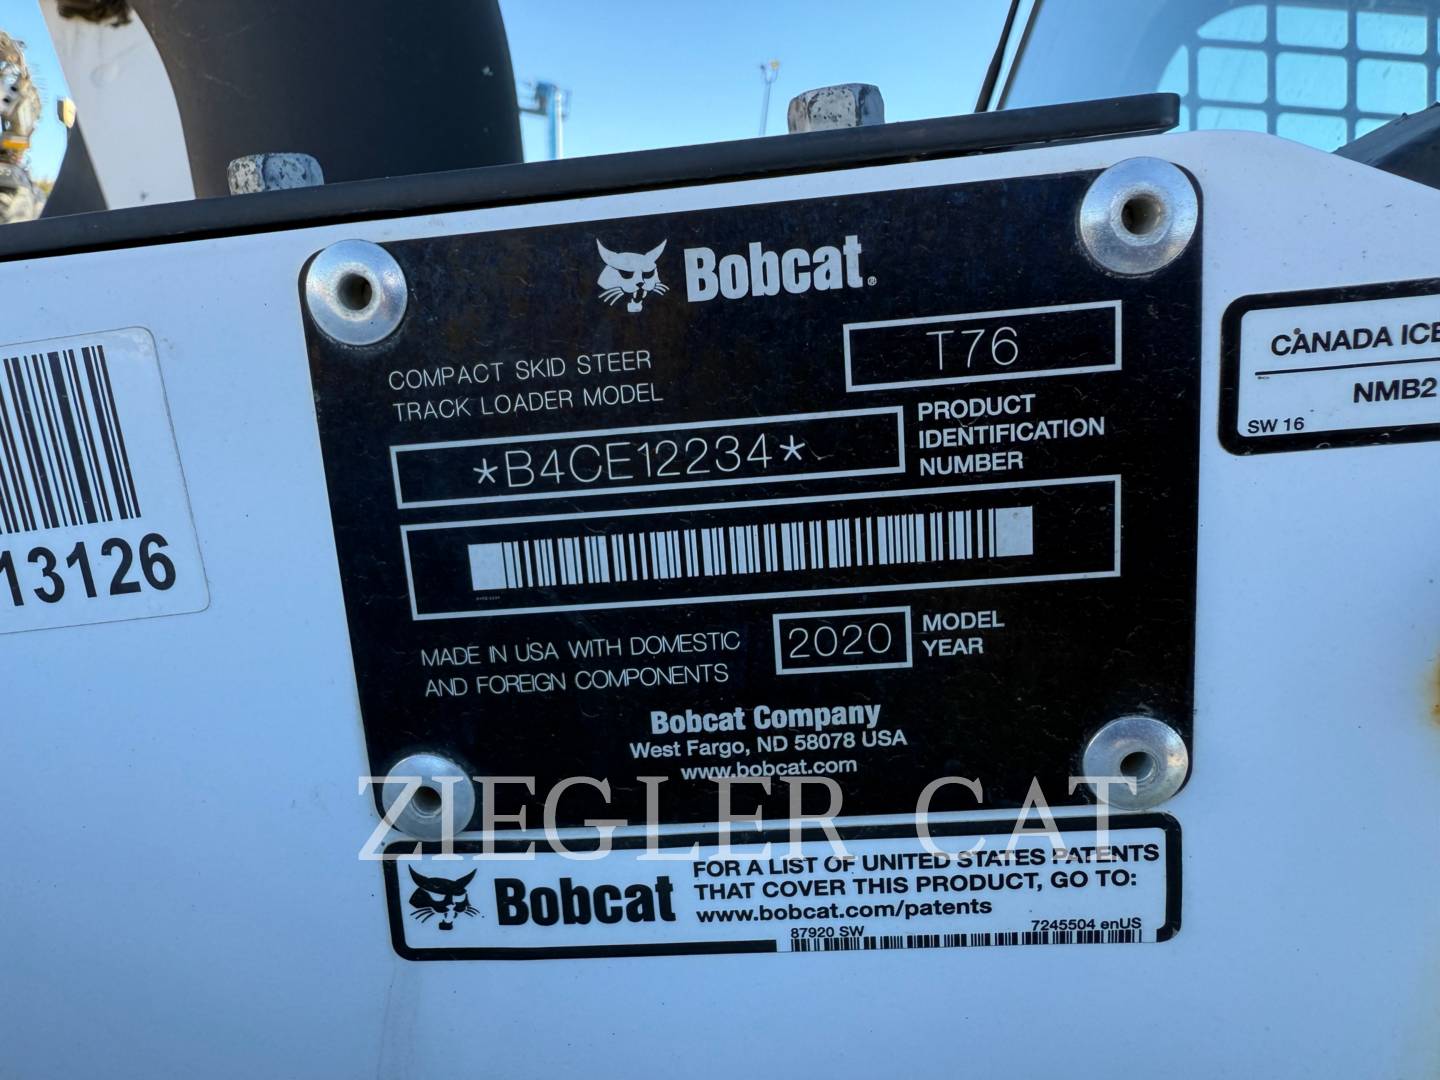 Bobcat®
COMPACT SKID STEER
TRACK LOADER MODEL
T76
*B4CE12234*
PRODUCT
IDENTIFICATION
NUMBER
MADE IN USA WITH DOMESTIC
AND FOREIGN COMPONENTS
2020
MODEL
YEAR
Bobcat Company
West Fargo, ND 58078 USA
www.bobcat.com
ZIEGLER CAT
Bobcat
FOR A LIST OF UNITED STATES PATENTS
THAT COVER THIS PRODUCT, GO TO:
www.bobcat.com/patents
87920 SW
7245504 enUS
13126
CANADA ICE
NMB2
SW 16